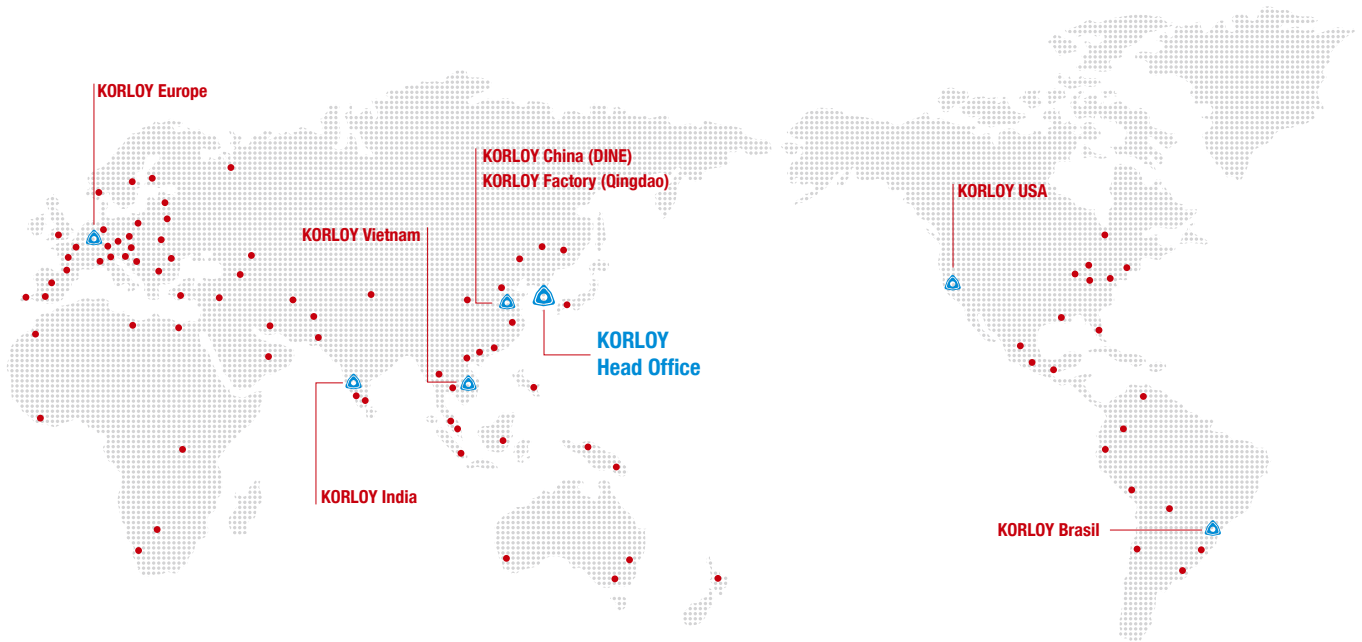 KORLOY Europe
KORLOY China (DINE)
KORLOY Factory (Qingdao)
KORLOY USA
KORLOY Vietnam
KORLOY
Head Office
KORLOY India
KORLOY Brasil